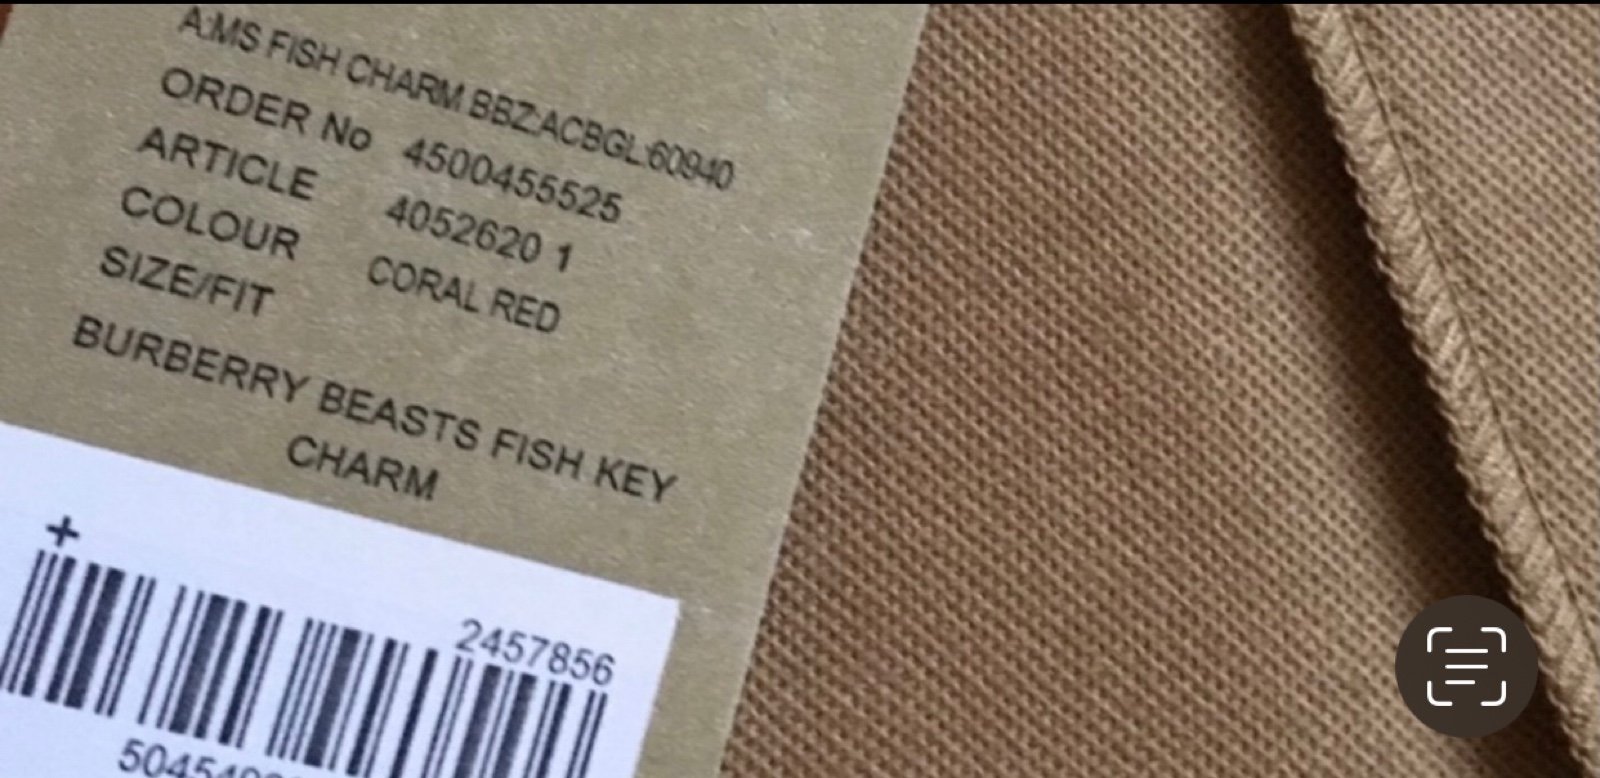 A:MS FISH CHARM BBZ:ACBGL:60940
ORDER No 4500455525
ARTICLE 4052620 1
COLOUR CORAL RED
SIZE/FIT
BURBERRY BEASTS FISH KEY
CHARM
+
2457856